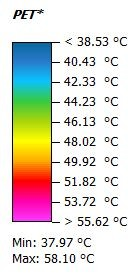 PET*
< 38.53 °C
40.43 °C
42.33 °C
44.23 °C
46.13 °C
48.02 °C
49.92 °C
51.82 °C
53.72 °C
> 55.62 °C
Min: 37.97 °C
Max: 58.10 °C